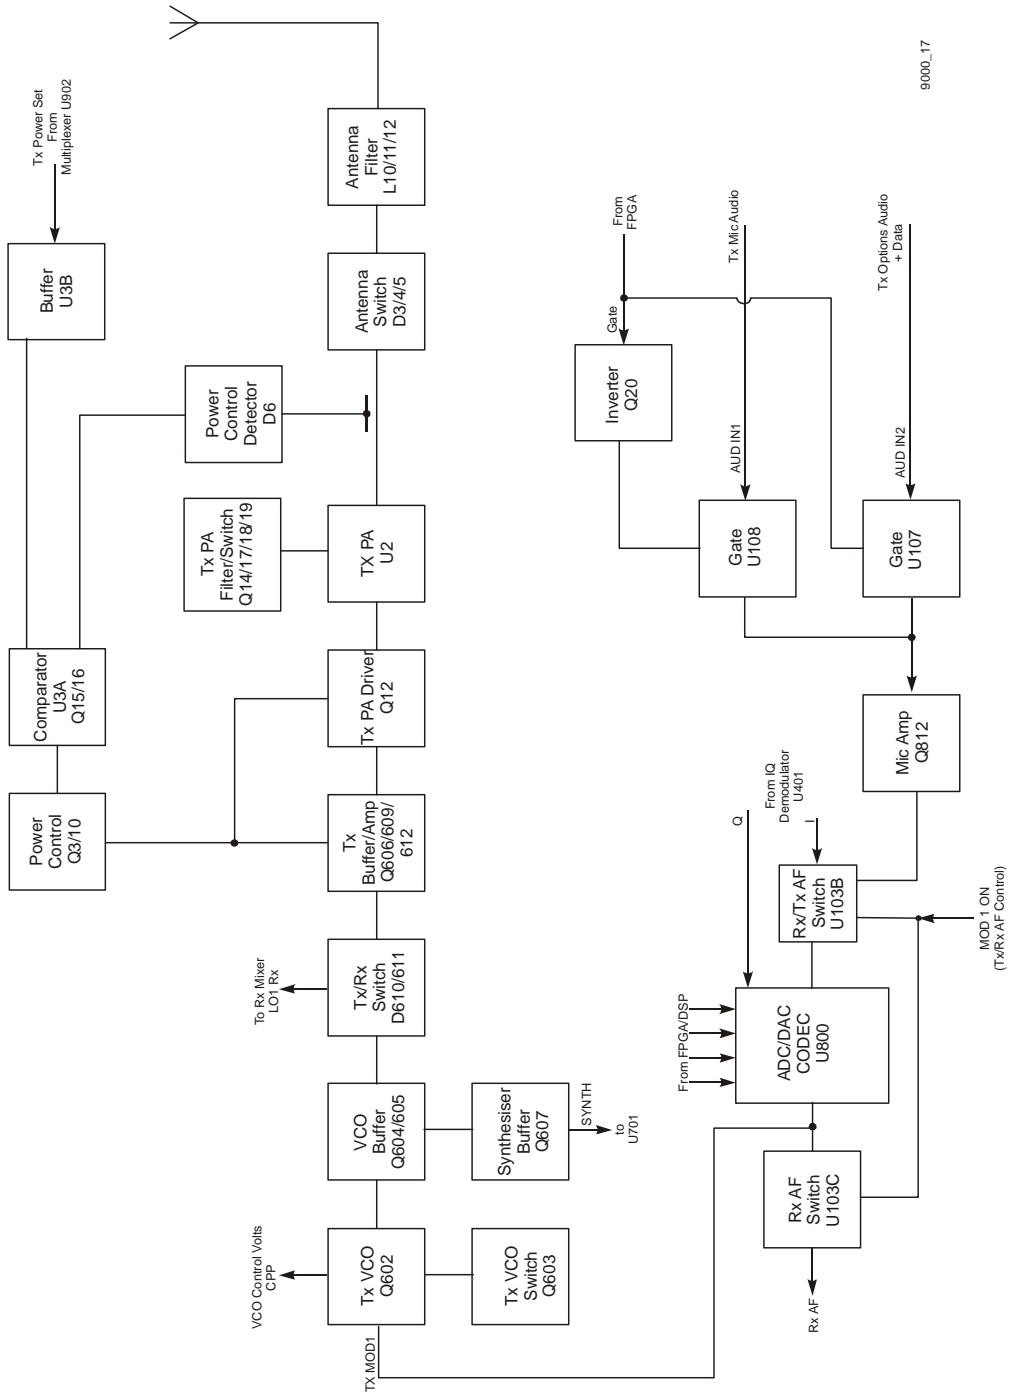 Tx Power Set
From
Multiplexer U902
Buffer
U3B
Comparator
U3A
Q15/16
Power
Control
Q3/10
Power
Control
Detector
D6
Tx PA
Filter/Switch
Q14/17/18/19
VCO Control Volts
CPP
Tx VCO
Q602
VCO
Buffer
Q604/605
To Rx Mixer
LO1 Rx
Tx/Rx
Switch
D610/611
Tx
Buffer/Amp
Q606/609/
612
Tx PA Driver
Q12
TX PA
U2
Antenna
Switch
D3/4/5
Antenna
Filter
L10/11/12
TX MOD1
Tx VCO
Switch
Q603
Synthesiser
Buffer
Q607
SYNTH
to
U701
Gate
From
FPGA
Inverter
Q20
Tx Mic Audio
AUD IN1
Gate
U108
Tx Options Audio
+ Data
AUD IN2
Gate
U107
Mic Amp
Q812
From IQ
Demodulator
U401
I
Q
Rx/Tx AF
Switch
U103B
From FPGA/DSP
ADC/DAC
CODEC
U800
Rx AF
Switch
U103C
Rx AF
MOD 1 ON
(Tx/Rx AF Control)
9000_17